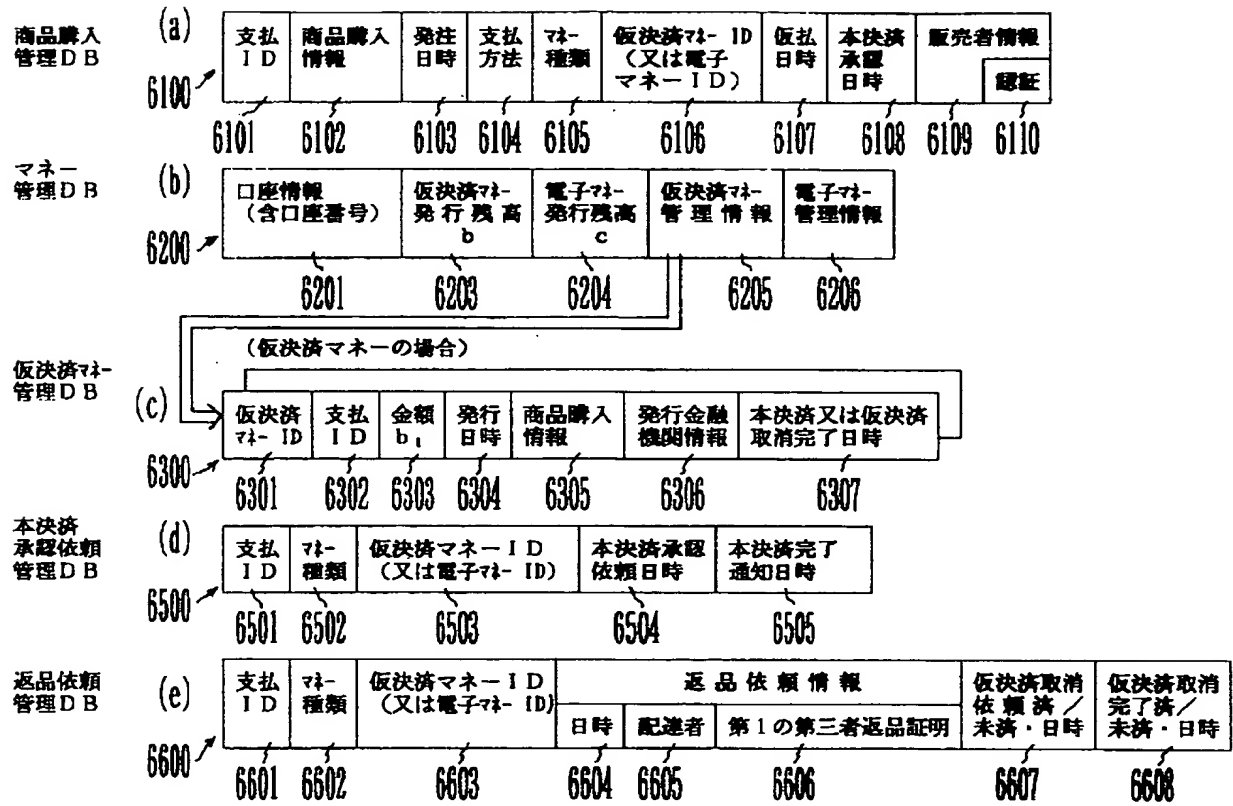 商品購入
管理DB
(a)
6100
支払
ID
商品購入
情報
発注
日時
支払
方法
マネー
種類
仮決済マネー ID
(又は電子
マネーID)
仮払
日時
本決済
承認
日時
販売者情報
認証
6101 6102 6103 6104 6105 6106 6107 6108 6109 6110
マネー
管理DB
(b)
6200
口座情報
(含口座番号)
仮決済マネー
発行残高
b
電子マネー
発行残高
c
仮決済マネー
管理情報
電子マネー
管理情報
6201 6203 6204 6205 6206
(仮決済マネーの場合)
仮決済マネー
管理DB
(c)
6300
仮決済
マネー ID
支払
ID
金額
b₁
発行
日時
商品購入
情報
発行金融
機関情報
本決済又は仮決済
取消完了日時
6301 6302 6303 6304 6305 6306 6307
本決済
承認依頼
管理DB
(d)
6500
支払
ID
マネー
種類
仮決済マネーID
(又は電子マネー ID)
本決済承認
依頼日時
本決済完了
通知日時
6501 6502 6503 6504 6505
返品依頼
管理DB
(e)
6600
支払
ID
マネー
種類
仮決済マネーID
(又は電子マネー ID)
返品依頼情報
日時
配達者
第1の第三者返品証明
仮決済取消
依頼済/
未済・日時
仮決済取消
完了済/
未済・日時
6601 6602 6603 6604 6605 6606 6607 6608